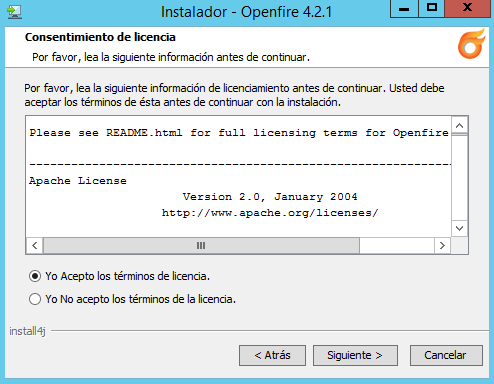 Instalador - Openfire 4.2.1
Consentimiento de licencia
Por favor, lea la siguiente información antes de continuar.
Por favor, lea la siguiente información de licenciamiento antes de continuar. Usted debe
aceptar los términos de ésta antes de continuar con la instalación.
Please see README.html for full licensing terms for Openfire
------------------------------------------------------------
Apache License
Version 2.0, January 2004
http://www.apache.org/licenses/
Yo Acepto los términos de licencia.
Yo No acepto los términos de la licencia.
install4j
< Atrás
Siguiente >
Cancelar